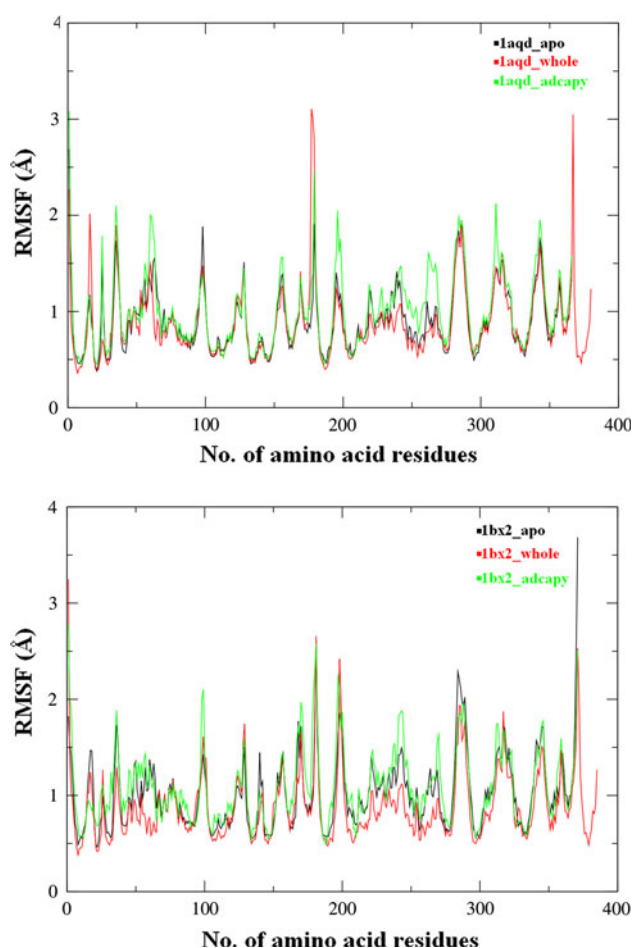 4
1aqd_apo
1aqd_whole
3
1aqd_adcapy
RMSF (Å)
2
1
0
0 100 200 300 400
No. of amino acid residues
4
1bx2_apo
1bx2_whole
3
1bx2_adcapy
RMSF (Å)
2
1
0
0 100 200 300 400
No. of amino acid residues